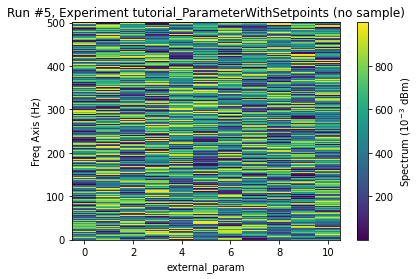 Run #5, Experiment tutorial_ParameterWithSetpoints (no sample)
500
400
300
200
100
0
Freq Axis (Hz)
0 2 4 6 8 10
external_param
800
600
400
200
Spectrum (10⁻³ dBm)